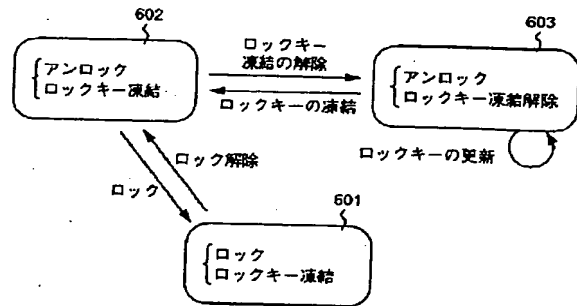 602
アンロック
ロックキー凍結
ロックキー
凍結の解除
ロックキーの凍結
603
アンロック
ロックキー凍結解除
ロックキーの更新
ロック解除
ロック
601
ロック
ロックキー凍結